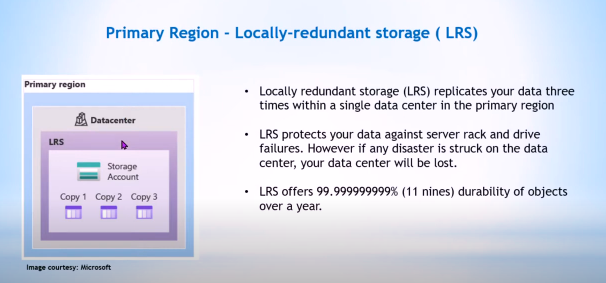 Primary Region - Locally-redundant storage ( LRS)
Primary region
Datacenter
LRS
Storage
Account
Copy 1 Copy 2 Copy 3
Image courtesy: Microsoft
• Locally redundant storage (LRS) replicates your data three
times within a single data center in the primary region
• LRS protects your data against server rack and drive
failures. However if any disaster is struck on the data
center, your data center will be lost.
• LRS offers 99.999999999% (11 nines) durability of objects
over a year.